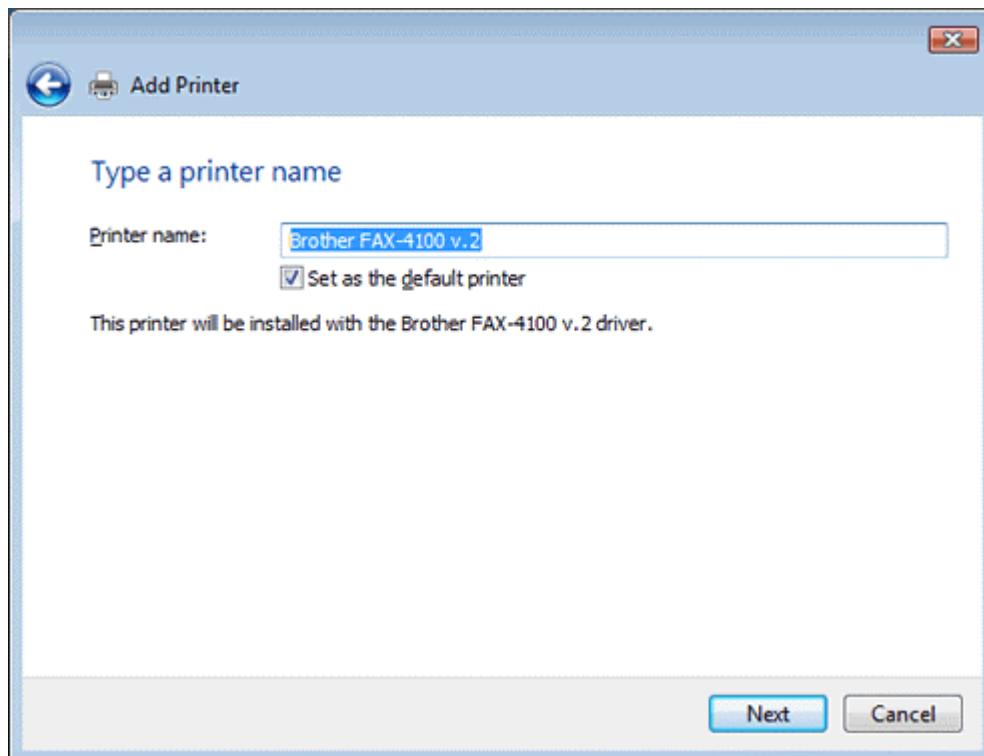 Add Printer
Type a printer name
Printer name: Brother FAX-4100 v.2
Set as the default printer
This printer will be installed with the Brother FAX-4100 v.2 driver.
Next Cancel